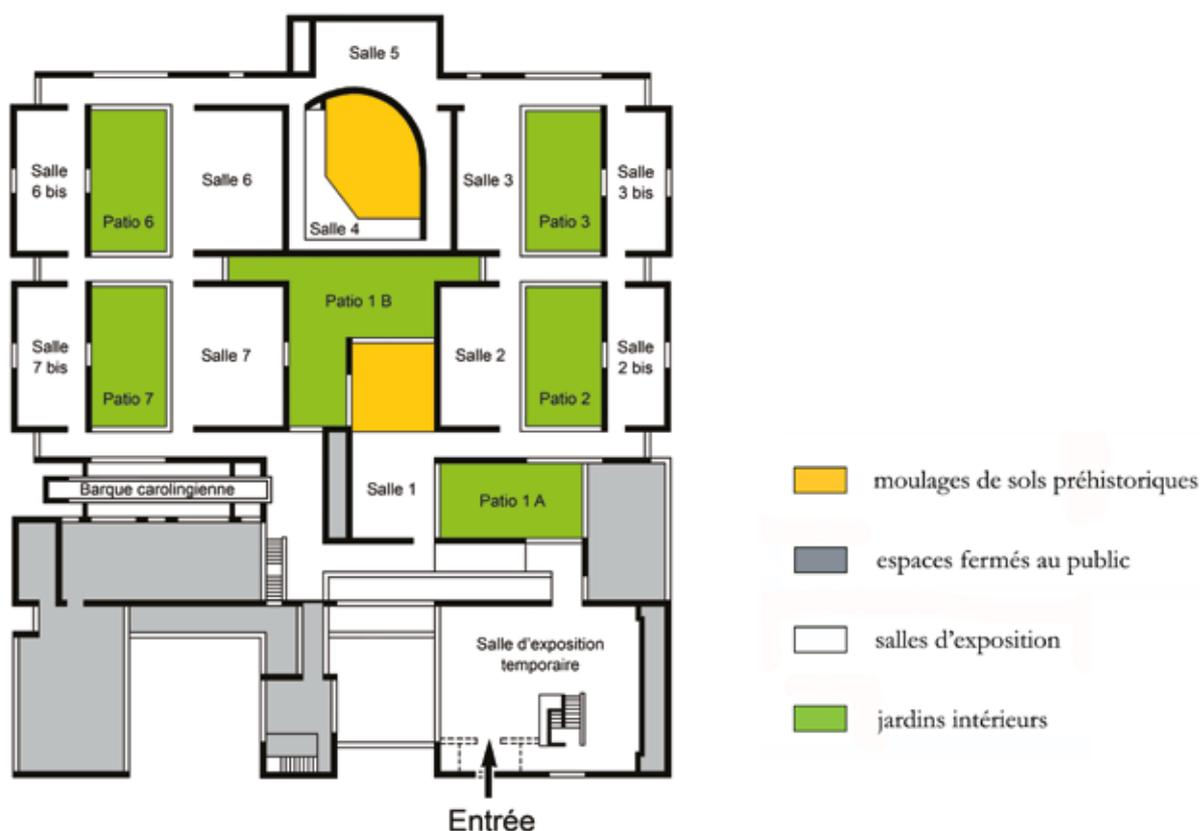 Salle 5
Salle
6 bis
Patio 6
Salle 6
Salle 4
Salle 3
Patio 3
Salle
3 bis
Patio 1 B
Salle
7 bis
Patio 7
Salle 7
Salle 2
Patio 2
Salle
2 bis
Barque carolingienne
Salle 1
Patio 1 A
Salle d'exposition
temporaire
Entrée
moulages de sols préhistoriques
espaces fermés au public
salles d'exposition
jardins intérieurs